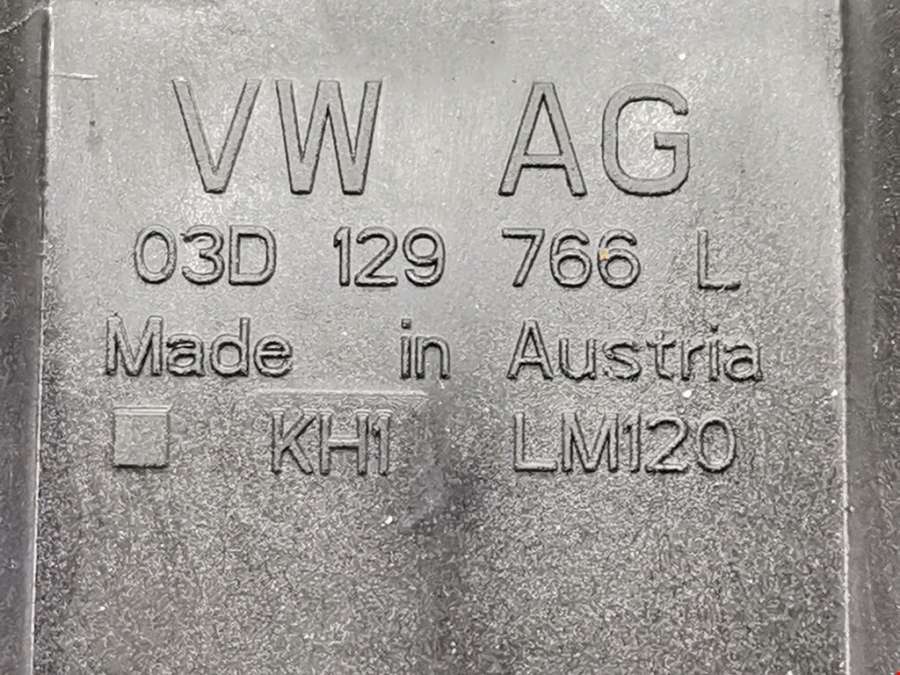 VW AG
03D 129 766 L
Made in Austria
KH1 LM120